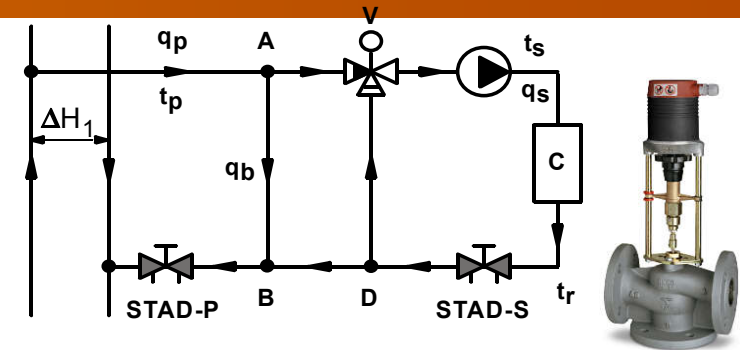 V
qp A ts
tp qs
ΔH1
qb C
STAD-P B D STAD-S tr